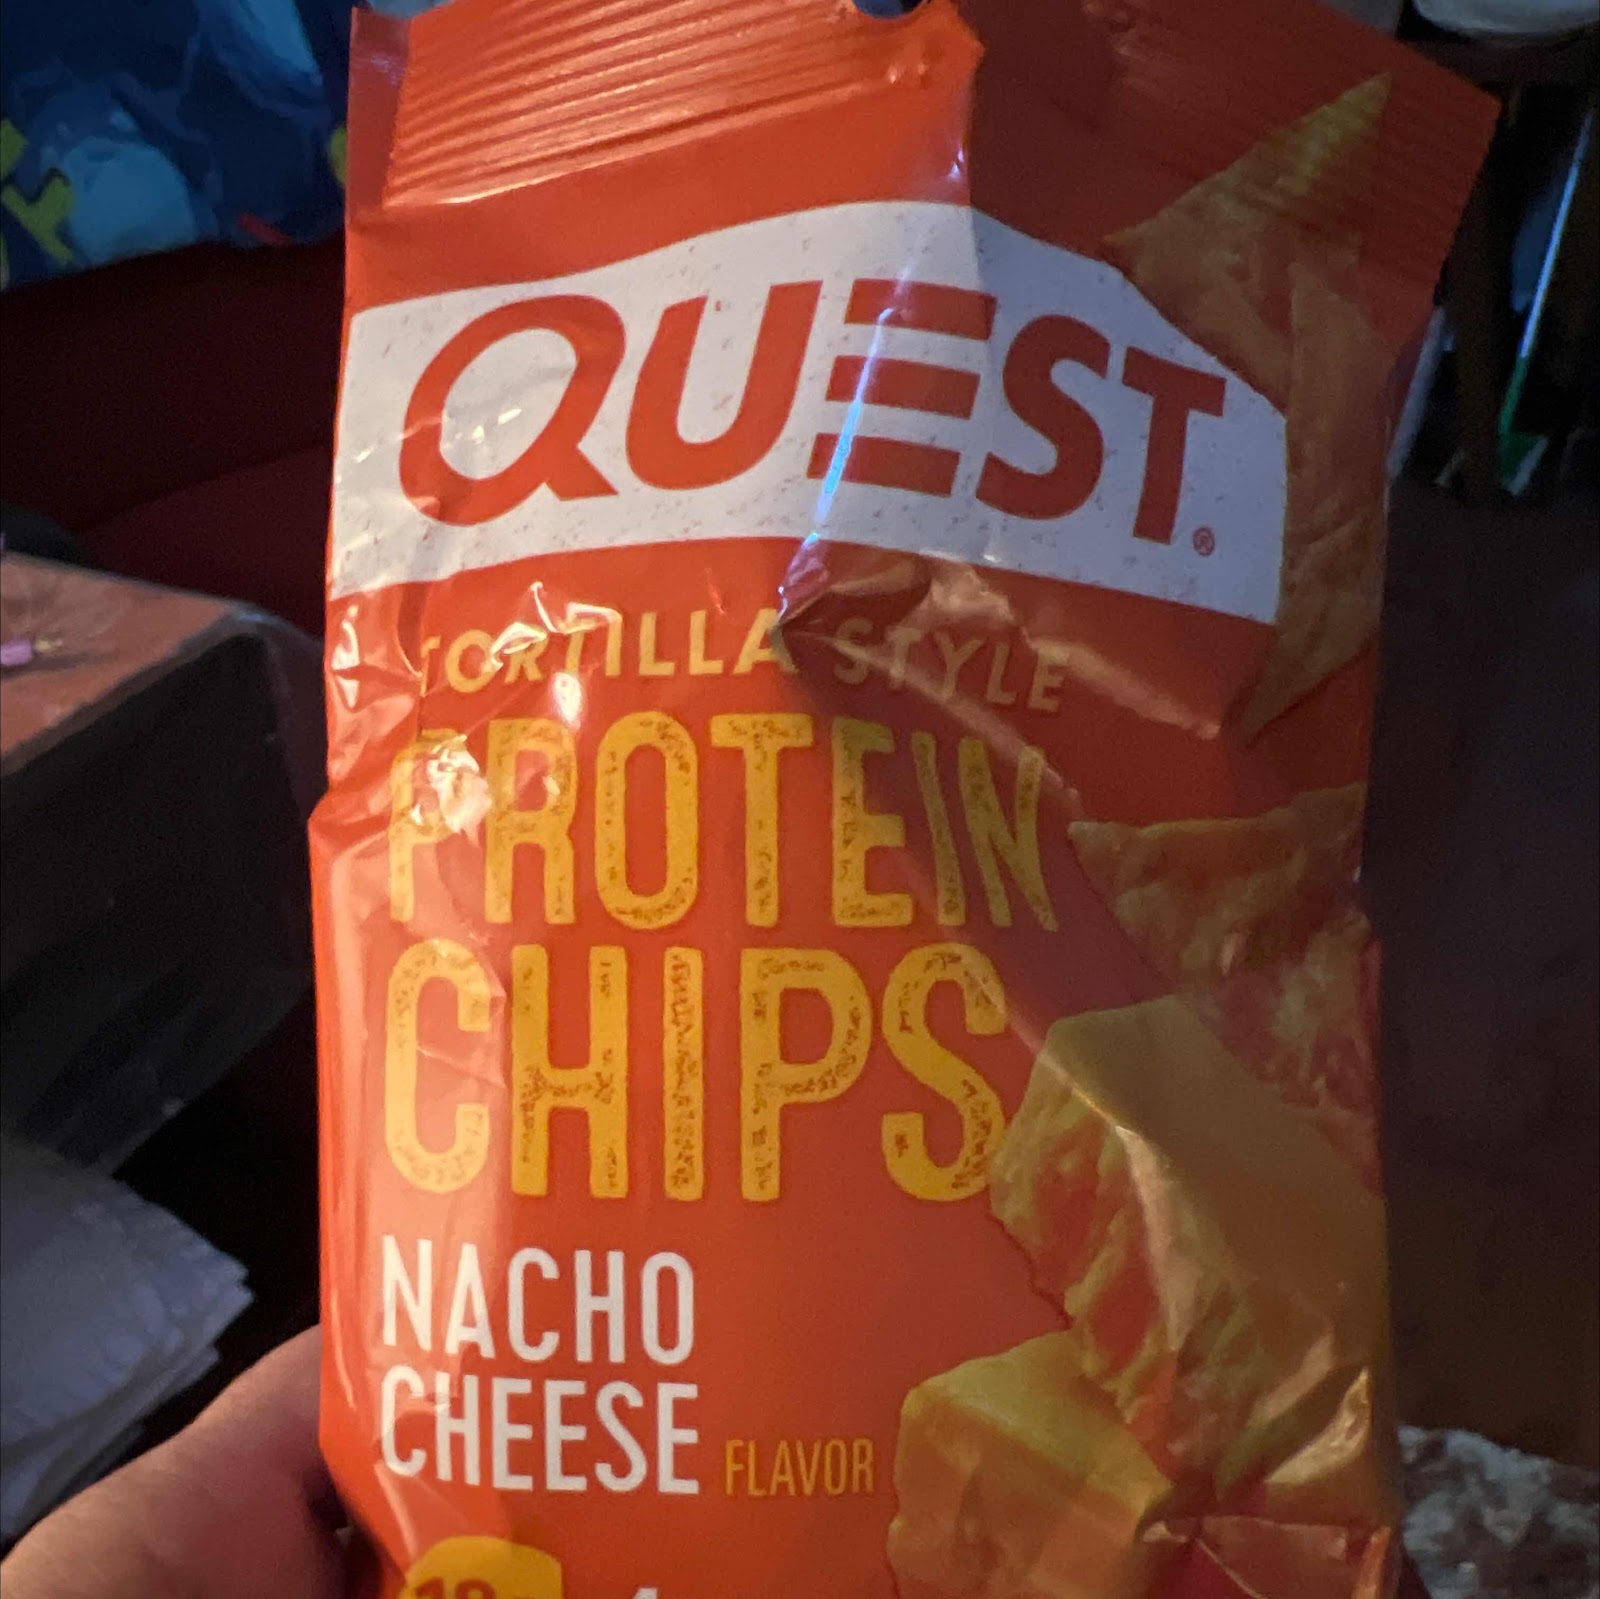 QUEST®
TORTILLA STYLE
PROTEIN
CHIPS
NACHO
CHEESE FLAVOR